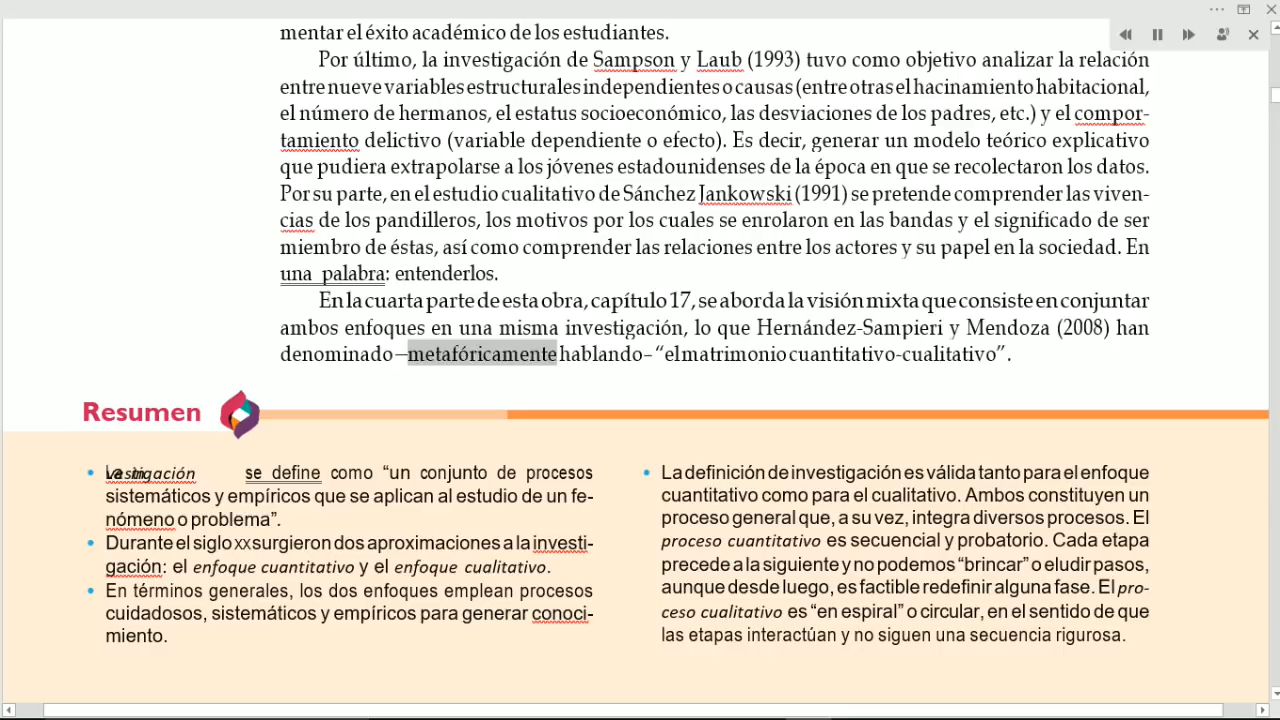 mentar el éxito académico de los estudiantes.
Por último, la investigación de Sampson y Laub (1993) tuvo como objetivo analizar la relación
entre nueve variables estructurales independientes o causas (entre otras el hacinamiento habitacional,
el número de hermanos, el estatus socioeconómico, las desviaciones de los padres, etc.) y el compor-
tamiento delictivo (variable dependiente o efecto). Es decir, generar un modelo teórico explicativo
que pudiera extrapolarse a los jóvenes estadounidenses de la época en que se recolectaron los datos.
Por su parte, en el estudio cualitativo de Sánchez Jankowski (1991) se pretende comprender las viven-
cias de los pandilleros, los motivos por los cuales se enrolaron en las bandas y el significado de ser
miembro de éstas, así como comprender las relaciones entre los actores y su papel en la sociedad. En
una palabra: entenderlos.
En la cuarta parte de esta obra, capítulo 17, se aborda la visión mixta que consiste en conjuntar
ambos enfoques en una misma investigación, lo que Hernández-Sampieri y Mendoza (2008) han
denominado –metafóricamente hablando– “el matrimonio cuantitativo-cualitativo”.
Resumen
• vestigación se define como “un conjunto de procesos
sistemáticos y empíricos que se aplican al estudio de un fe-
nómeno o problema”.
• Durante el siglo XX surgieron dos aproximaciones a la investi-
gación: el enfoque cuantitativo y el enfoque cualitativo.
• En términos generales, los dos enfoques emplean procesos
cuidadosos, sistemáticos y empíricos para generar conoci-
miento.
• La definición de investigación es válida tanto para el enfoque
cuantitativo como para el cualitativo. Ambos constituyen un
proceso general que, a su vez, integra diversos procesos. El
proceso cuantitativo es secuencial y probatorio. Cada etapa
precede a la siguiente y no podemos “brincar” o eludir pasos,
aunque desde luego, es factible redefinir alguna fase. El pro-
ceso cualitativo es “en espiral” o circular, en el sentido de que
las etapas interactúan y no siguen una secuencia rigurosa.